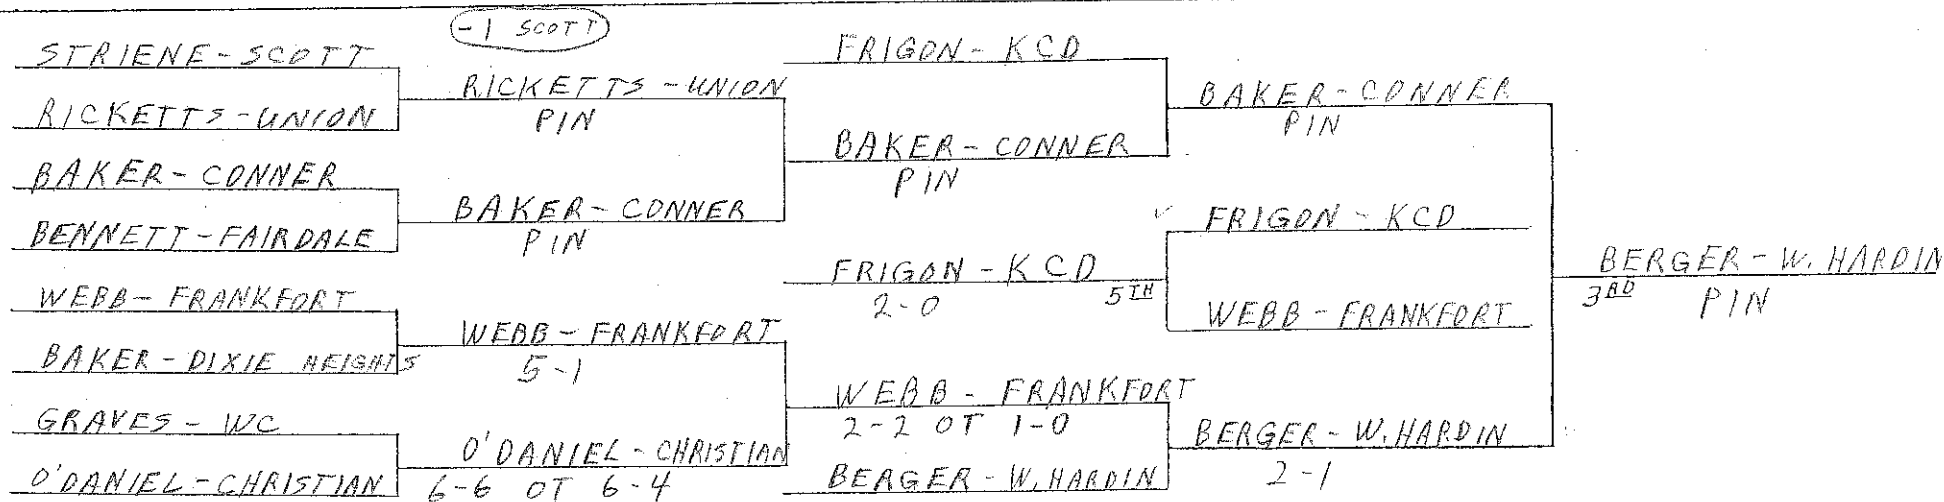 -1 SCOTT
STRIENE-SCOTT
RICKETTS-UNION
BAKER-CONNER
BENNETT-FAIRDALE
WEBB-FRANKFORT
BAKER-DIXIE HEIGHTS
GRAVES-WC
O'DANIEL-CHRISTIAN
RICKETTS-UNION
PIN
BAKER-CONNER
PIN
WEBB-FRANKFORT
5-1
O'DANIEL-CHRISTIAN
6-6 OT 6-4
FRIGON-KCD
BAKER-CONNER
PIN
FRIGON-KCD
2-0
5TH
WEBB-FRANKFORT
2-2 OT 1-0
BERGER-W.HARDIN
BAKER-CONNER
PIN
FRIGON-KCD
WEBB-FRANKFORT
BERGER-W.HARDIN
2-1
BERGER-W.HARDIN
3RD
PIN